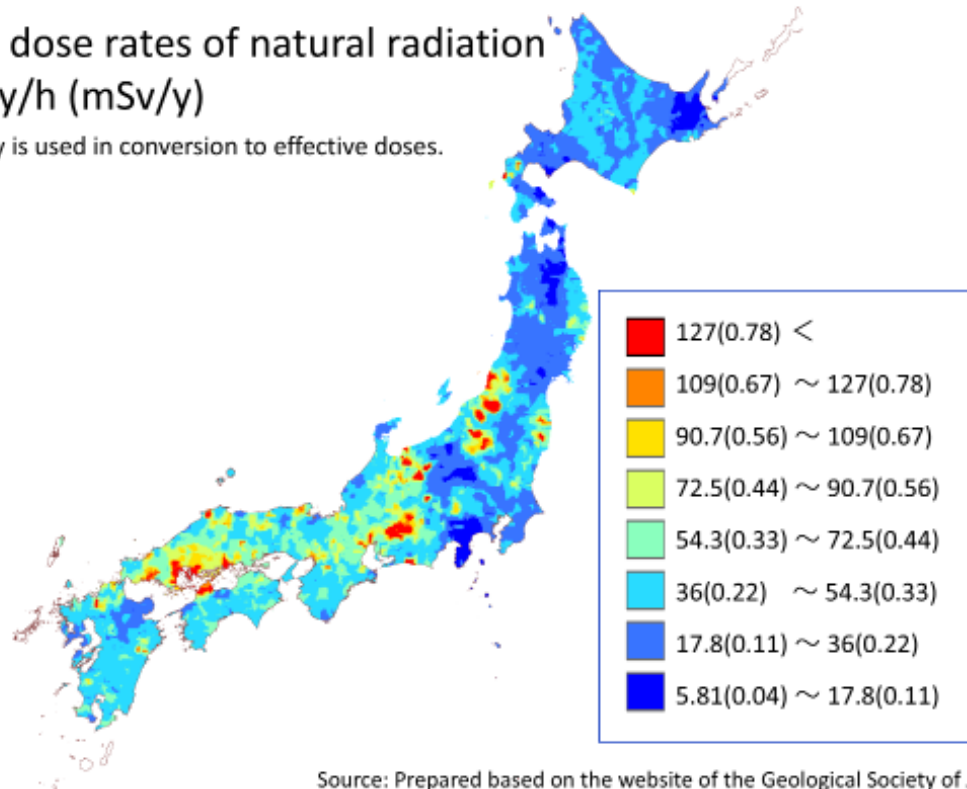 dose rates of natural radiation
y/h (mSv/y)
is used in conversion to effective doses.
127(0.78) <
109(0.67) ～ 127(0.78)
90.7(0.56) ～ 109(0.67)
72.5(0.44) ～ 90.7(0.56)
54.3(0.33) ～ 72.5(0.44)
36(0.22) ～ 54.3(0.33)
17.8(0.11) ～ 36(0.22)
5.81(0.04) ～ 17.8(0.11)
Source: Prepared based on the website of the Geological Society of